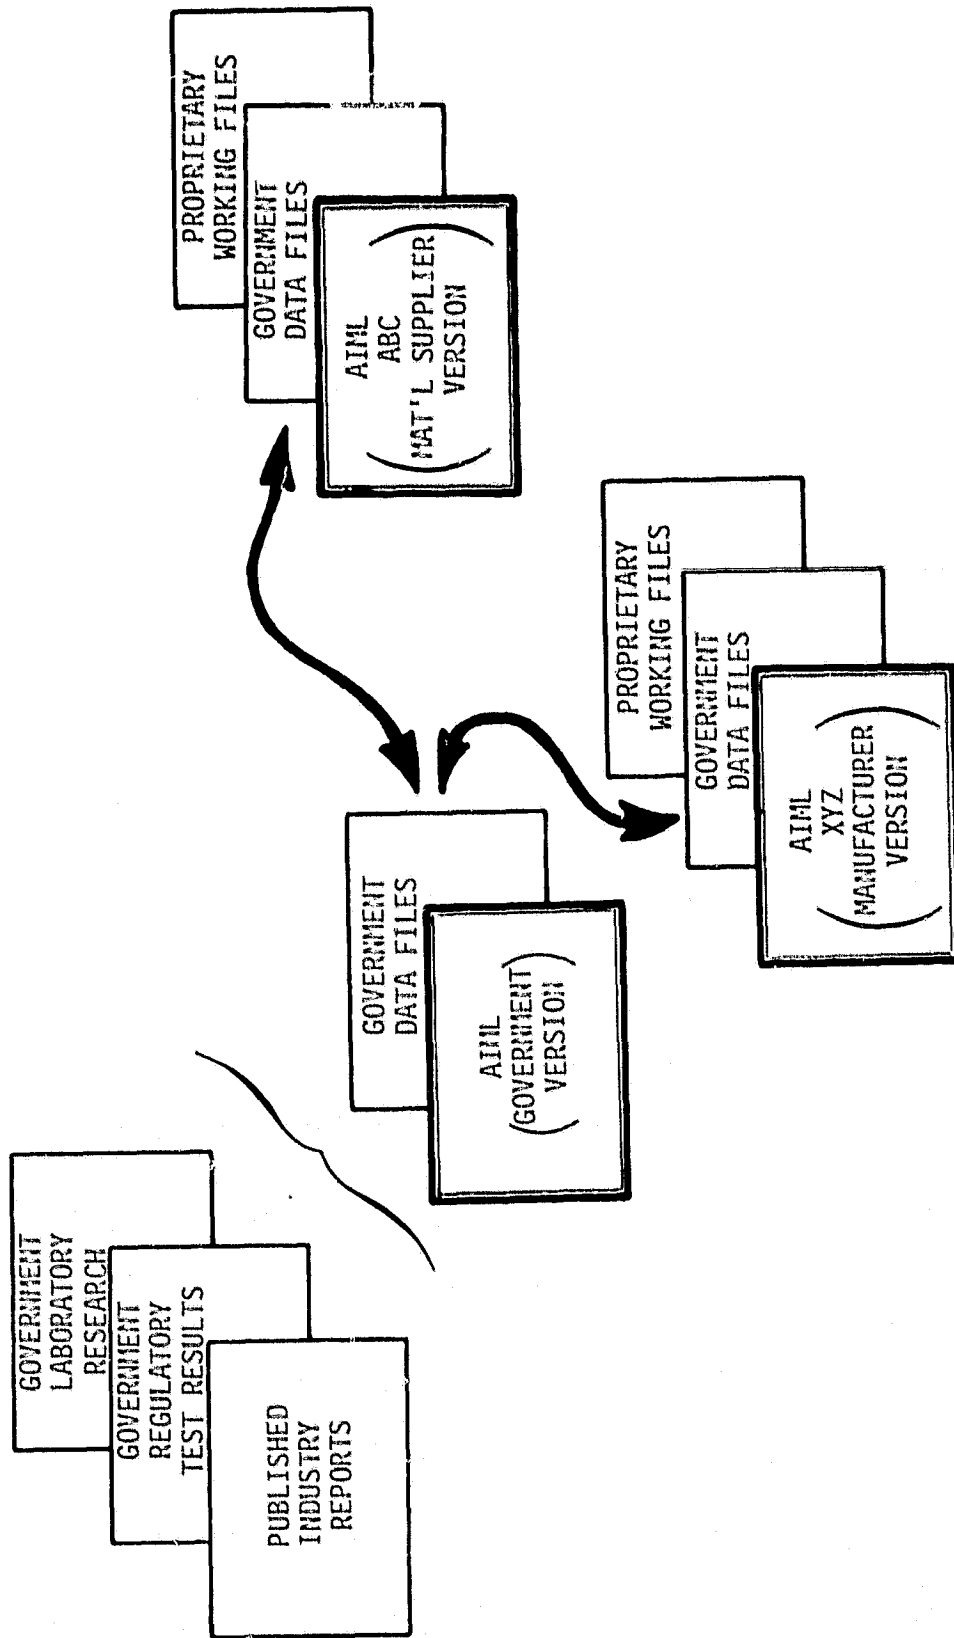 GOVERNMENT
LABORATORY
RESEARCH
GOVERNMENT
REGULATORY
TEST RESULTS
PUBLISHED
INDUSTRY
REPORTS
GOVERNMENT
DATA FILES
AIML
(GOVERNMENT
VERSION)
PROPRIETARY
WORKING FILES
GOVERNMENT
DATA FILES
AIML
(ABC
MAT'L SUPPLIER
VERSION)
PROPRIETARY
WORKING FILES
GOVERNMENT
DATA FILES
AIML
(XYZ
MANUFACTURER
VERSION)